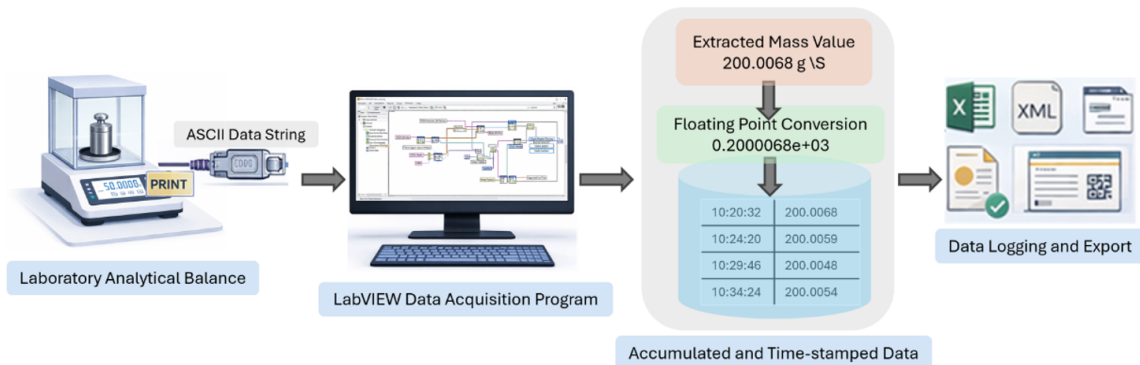 Extracted Mass Value
200.0068 g \S
ASCII Data String
PRINT
Floating Point Conversion
0.2000068e+03
XML
10:20:32 200.0068
10:24:20 200.0059
10:29:46 200.0048
10:34:24 200.0054
Laboratory Analytical Balance
LabVIEW Data Acquisition Program
Data Logging and Export
Accumulated and Time-stamped Data